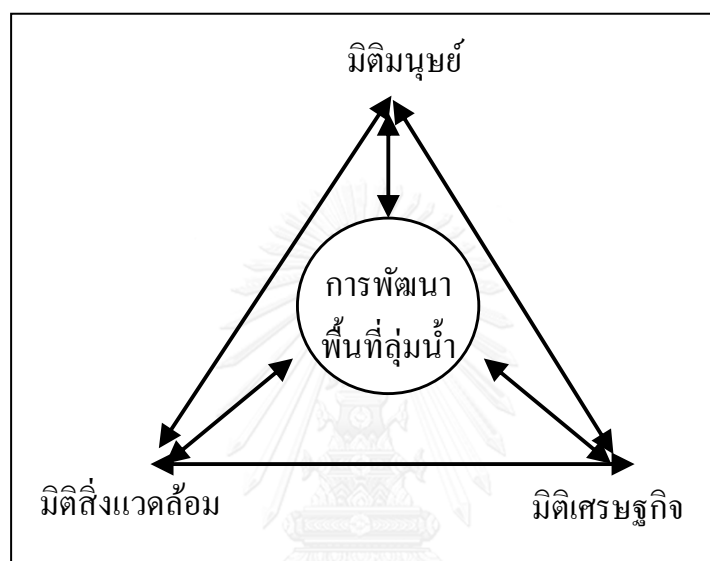 มิติมนุษย์
การพัฒนา
พื้นที่ลุ่มน้ำ
มิติสิ่งแวดล้อม
มิติเศรษฐกิจ